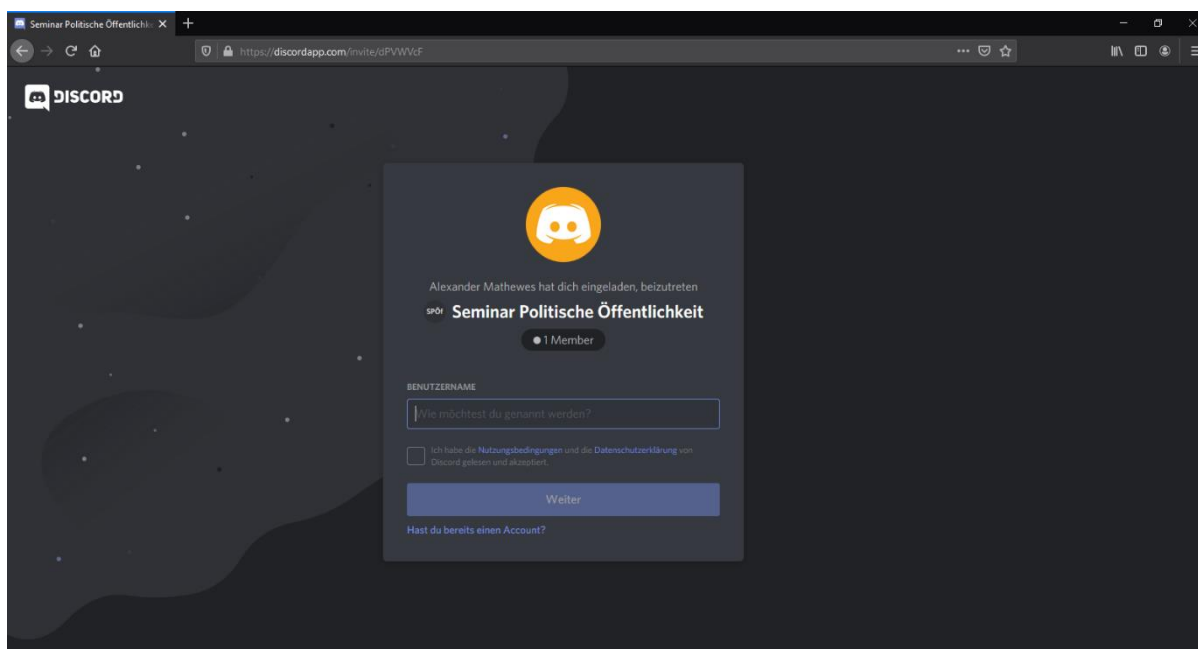 Seminar Politische Öffentlichke
https://discordapp.com/invite/dPVWVcF
DISCORD
Alexander Mathewes hat dich eingeladen, beizutreten
SPÖf Seminar Politische Öffentlichkeit
1 Member
BENUTZERNAME
Wie möchtest du genannt werden?
Ich habe die Nutzungsbedingungen und die Datenschutzerklärung von
Discord gelesen und akzeptiert.
Weiter
Hast du bereits einen Account?